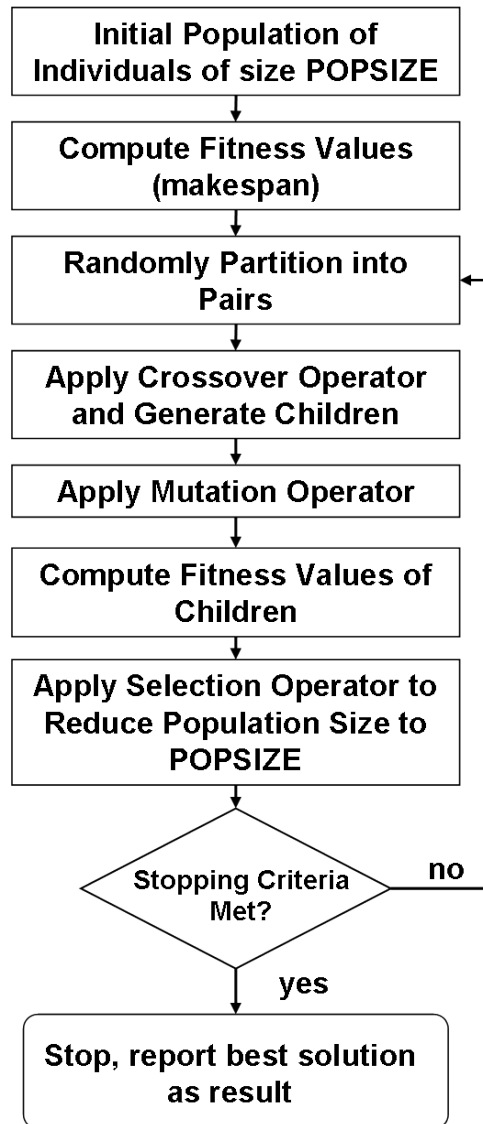 Initial Population of
Individuals of size POPSIZE
Compute Fitness Values
(makespan)
Randomly Partition into
Pairs
Apply Crossover Operator
and Generate Children
Apply Mutation Operator
Compute Fitness Values of
Children
Apply Selection Operator to
Reduce Population Size to
POPSIZE
Stopping Criteria
Met?
no
yes
Stop, report best solution
as result